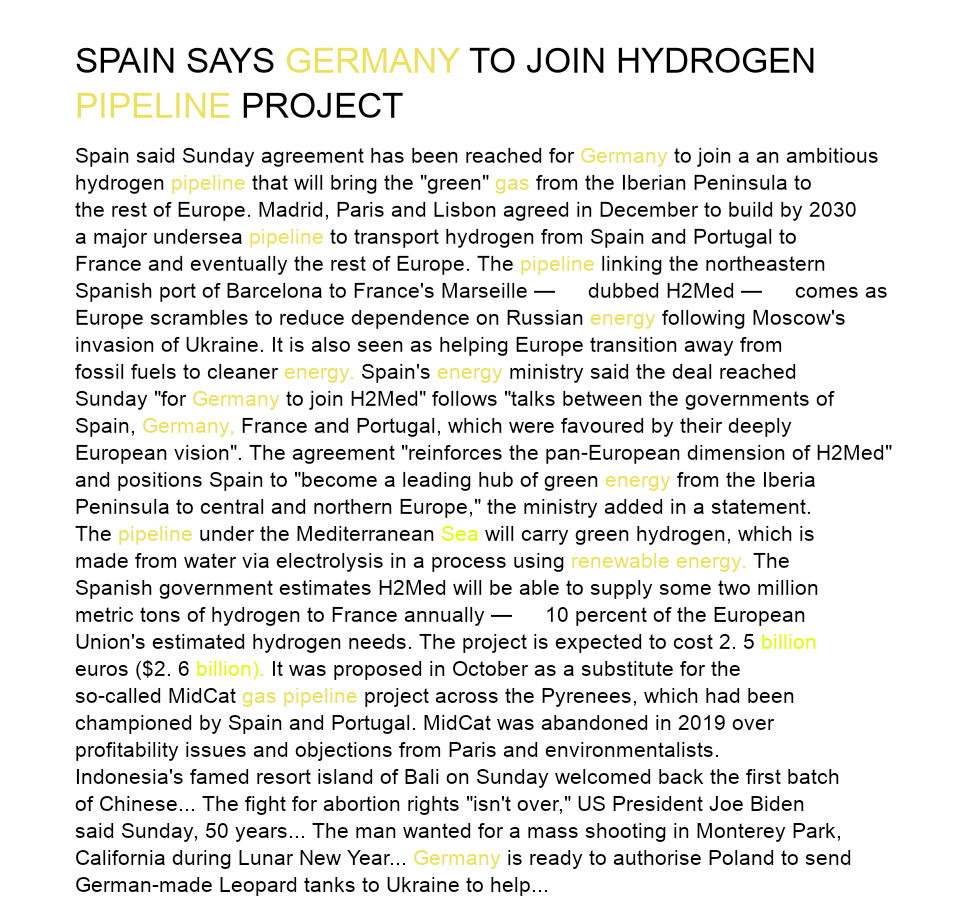 SPAIN SAYS GERMANY TO JOIN HYDROGEN
PIPELINE PROJECT
Spain said Sunday agreement has been reached for Germany to join a an ambitious
hydrogen pipeline that will bring the "green" gas from the Iberian Peninsula to
the rest of Europe. Madrid, Paris and Lisbon agreed in December to build by 2030
a major undersea pipeline to transport hydrogen from Spain and Portugal to
France and eventually the rest of Europe. The pipeline linking the northeastern
Spanish port of Barcelona to France's Marseille — dubbed H2Med — comes as
Europe scrambles to reduce dependence on Russian energy following Moscow's
invasion of Ukraine. It is also seen as helping Europe transition away from
fossil fuels to cleaner energy. Spain's energy ministry said the deal reached
Sunday "for Germany to join H2Med" follows "talks between the governments of
Spain, Germany, France and Portugal, which were favoured by their deeply
European vision". The agreement "reinforces the pan-European dimension of H2Med"
and positions Spain to "become a leading hub of green energy from the Iberia
Peninsula to central and northern Europe," the ministry added in a statement.
The pipeline under the Mediterranean Sea will carry green hydrogen, which is
made from water via electrolysis in a process using renewable energy. The
Spanish government estimates H2Med will be able to supply some two million
metric tons of hydrogen to France annually — 10 percent of the European
Union's estimated hydrogen needs. The project is expected to cost 2. 5 billion
euros ($2. 6 billion). It was proposed in October as a substitute for the
so-called MidCat gas pipeline project across the Pyrenees, which had been
championed by Spain and Portugal. MidCat was abandoned in 2019 over
profitability issues and objections from Paris and environmentalists.
Indonesia's famed resort island of Bali on Sunday welcomed back the first batch
of Chinese... The fight for abortion rights "isn't over," US President Joe Biden
said Sunday, 50 years... The man wanted for a mass shooting in Monterey Park,
California during Lunar New Year... Germany is ready to authorise Poland to send
German-made Leopard tanks to Ukraine to help...